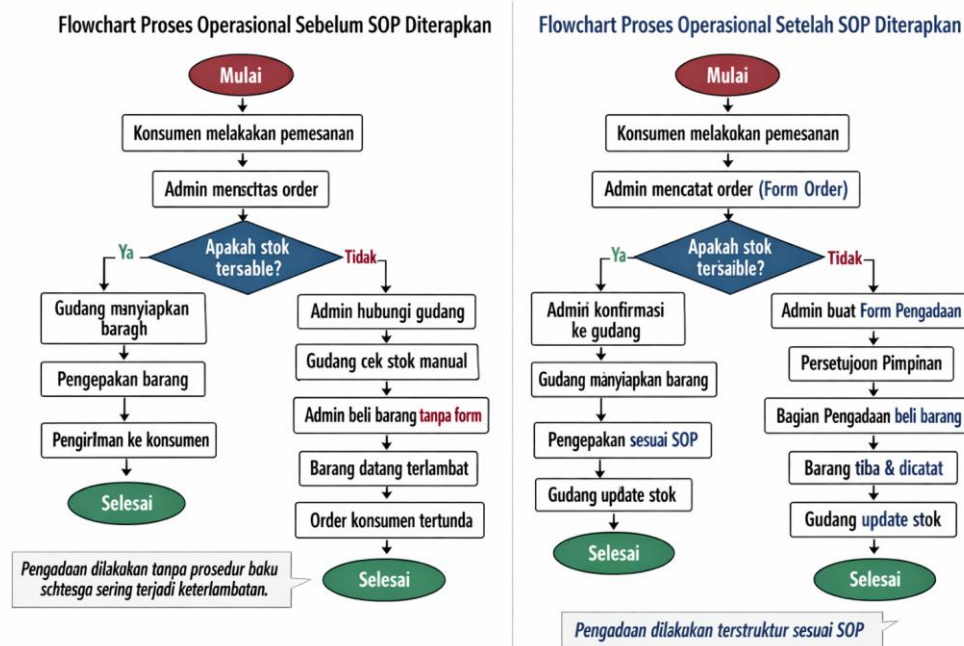 Flowchart Proses Operasional Sebelum SOP Diterapkan
Mulai
Konsumen melakakan pemesanan
Admin menscttas order
Apakah stok
tersable?
Ya
Tidak
Gudang manyiapkan
baragh
Pengepakan barang
Pengirlman ke konsumen
Selesai
Admin hubungi gudang
Gudang cek stok manual
Admin beli barang tanpa form
Barang datang terlambat
Order konsumen tertunda
Selesai
Pengadaan dilakakan tanpa prosedur baku
schtesga sering terjadi keterlambatan.
Flowchart Proses Operasional Setelah SOP Diterapkan
Mulai
Konsumen melakokan pemesanan
Admin mencatat order (Form Order)
Apakah stok
tersaible?
Ya
Tidak
Admin konfirmasi
ke gudang
Gudang manyiapkan barang
Pengepakan sesuai SOP
Gudang update stok
Selesai
Admin buat Form Pengadaan
Persetujoon Pimpinan
Bagian Pengadaan beli barang
Barang tiba & dicatat
Gudang update stok
Selesai
Pengadaan dilakukan terstruktur sesuai SOP